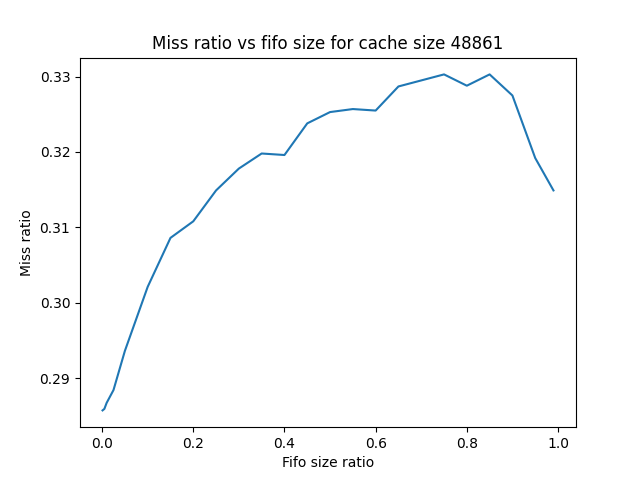 Miss ratio vs fifo size for cache size 48861
0.33
0.32
0.31
0.30
0.29
Miss ratio
0.0 0.2 0.4 0.6 0.8 1.0
Fifo size ratio